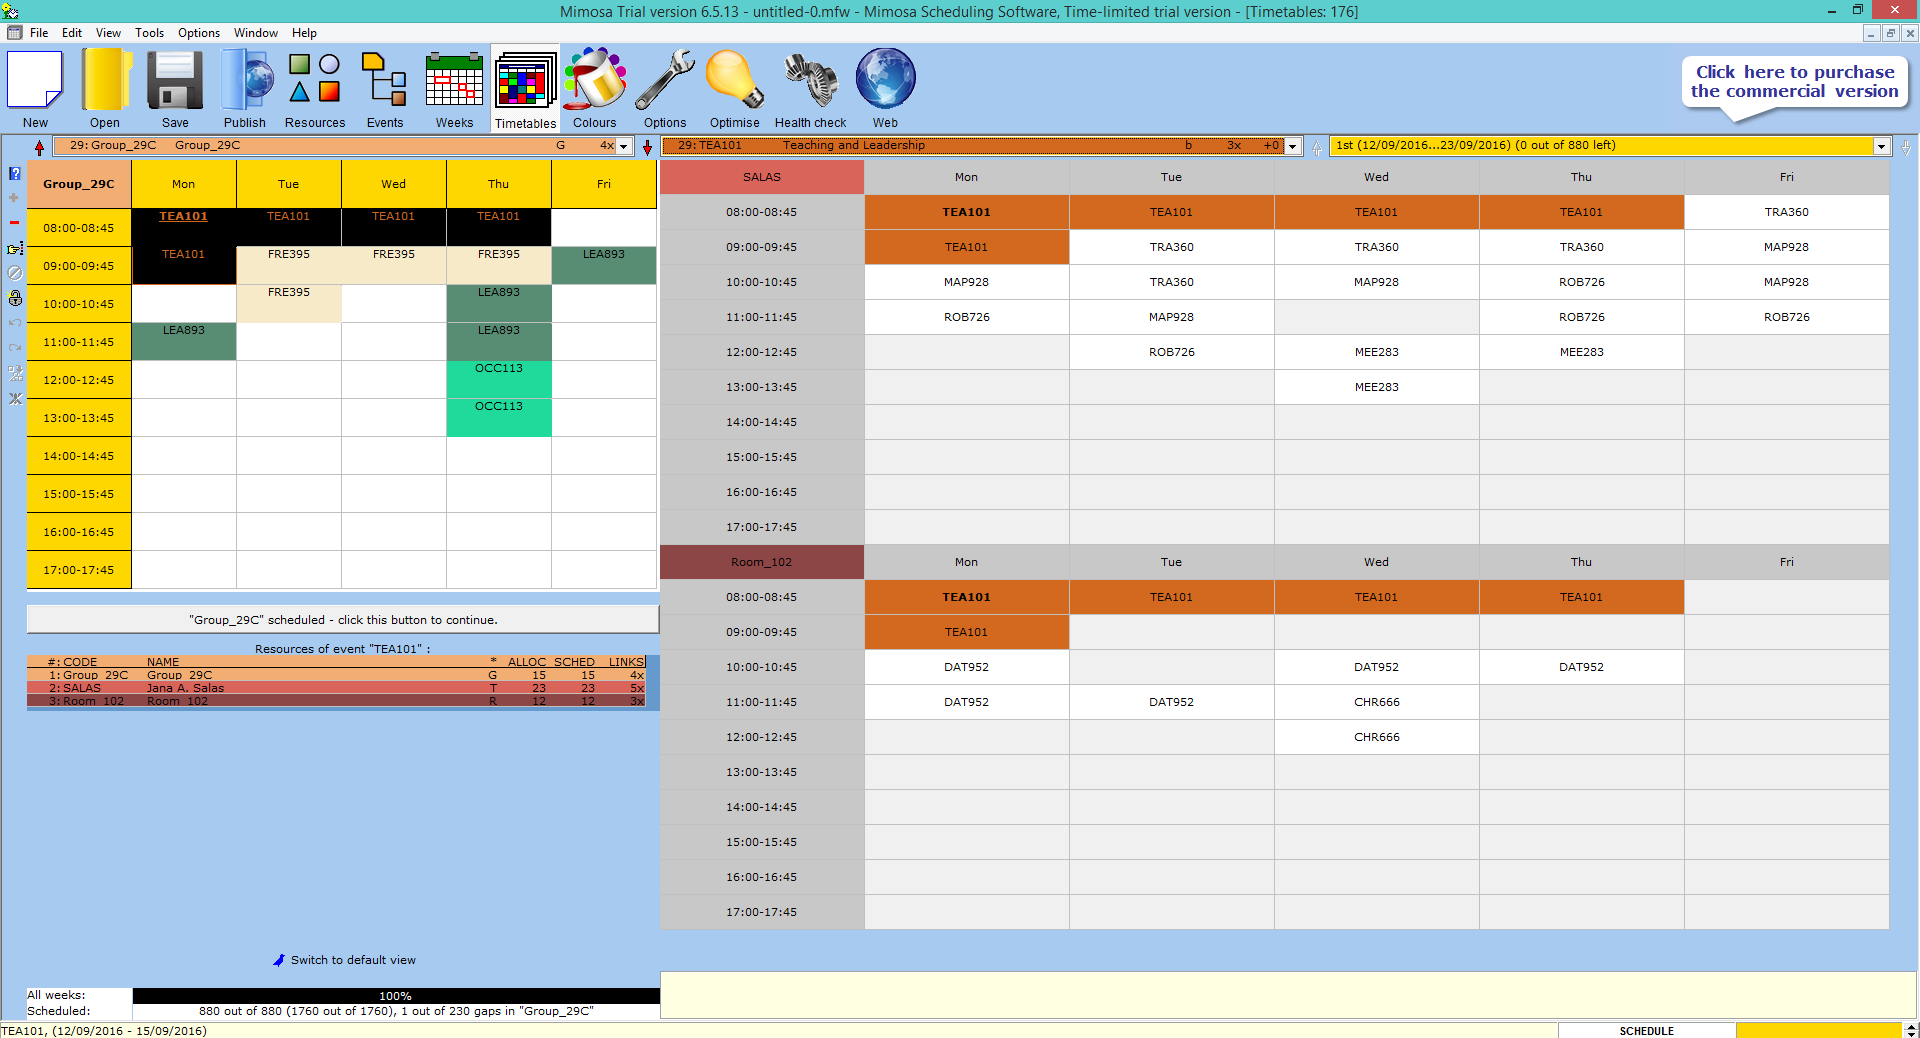 Mimosa Trial version 6.5.13 - untitled-0.mfw - Mimosa Scheduling Software, Time-limited trial version - [Timetables: 176]
File Edit View Tools Options Window Help
New Open Save Publish Resources Events Weeks Timetables Colours Options Optimise Health check Web
Click here to purchase
the commercial version
29: Group_29C Group_29C G 4x
29: TEA101 Teaching and Leadership b 3x +0
1st (12/09/2016...23/09/2016) (0 out of 880 left)
Group_29C Mon Tue Wed Thu Fri
08:00-08:45 TEA101 TEA101 TEA101 TEA101
09:00-09:45 TEA101 FRE395 FRE395 FRE395 LEA893
10:00-10:45 FRE395 LEA893
11:00-11:45 LEA893 LEA893
12:00-12:45 OCC113
13:00-13:45 OCC113
14:00-14:45
15:00-15:45
16:00-16:45
17:00-17:45
"Group_29C" scheduled - click this button to continue.
Resources of event "TEA101" :
#: CODE NAME * ALLOC SCHED LINKS
1: Group_29C Group_29C G 15 15 4x
2: SALAS Jana A. Salas T 23 23 5x
3: Room_102 Room_102 R 12 12 3x
Switch to default view
All weeks: 100%
Scheduled: 880 out of 880 (1760 out of 1760), 1 out of 230 gaps in "Group_29C"
SALAS Mon Tue Wed Thu Fri
08:00-08:45 TEA101 TEA101 TEA101 TEA101 TRA360
09:00-09:45 TEA101 TRA360 TRA360 TRA360 MAP928
10:00-10:45 MAP928 TRA360 MAP928 ROB726 MAP928
11:00-11:45 ROB726 MAP928 ROB726 ROB726
12:00-12:45 ROB726 MEE283 MEE283
13:00-13:45 MEE283
14:00-14:45
15:00-15:45
16:00-16:45
17:00-17:45
Room_102 Mon Tue Wed Thu Fri
08:00-08:45 TEA101 TEA101 TEA101 TEA101
09:00-09:45 TEA101
10:00-10:45 DAT952 DAT952 DAT952
11:00-11:45 DAT952 DAT952 CHR666
12:00-12:45 CHR666
13:00-13:45
14:00-14:45
15:00-15:45
16:00-16:45
17:00-17:45
TEA101, (12/09/2016 - 15/09/2016)
SCHEDULE